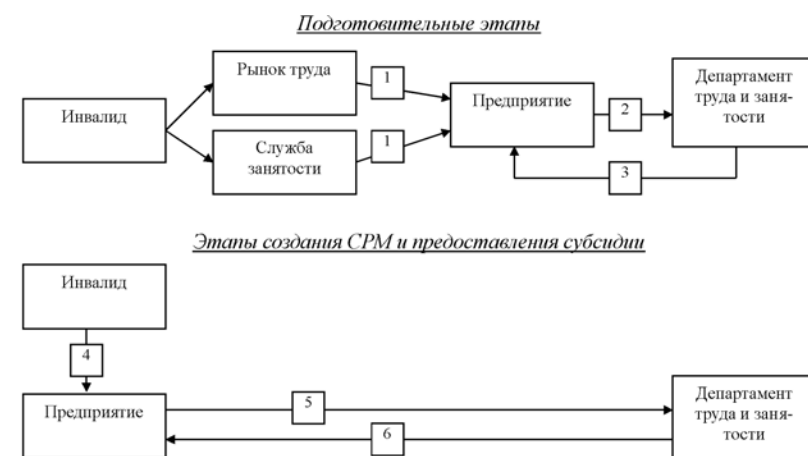 Подготовительные этапы
Инвалид
Рынок труда
Служба
занятости
1
1
Предприятие
2
3
Департамент
труда и заня-
тости
Этапы создания СРМ и предоставления субсидии
Инвалид
4
Предприятие
5
6
Департамент
труда и заня-
тости